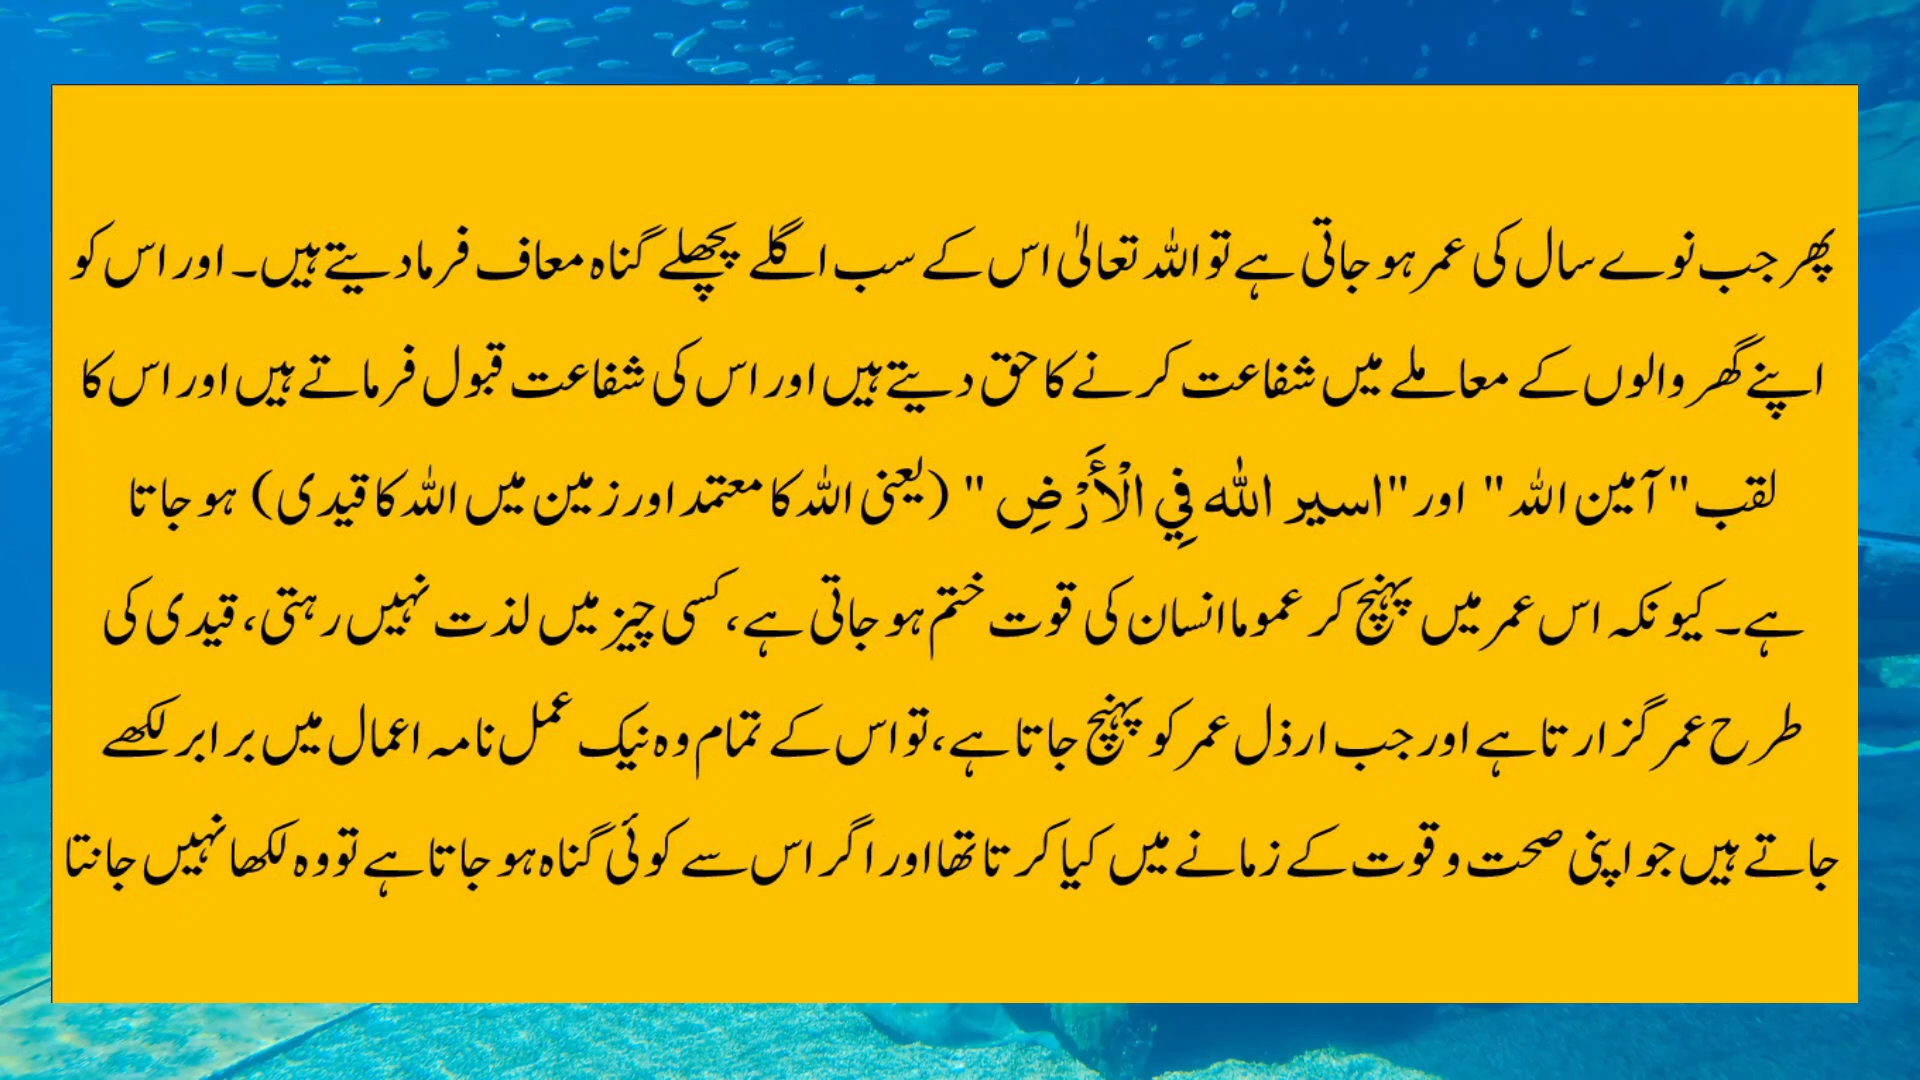 پھر جب نوے سال کی عمر ہو جاتی ہے تو اللہ تعالیٰ اس کے سب اگلے پچھلے گناہ معاف فرمادیتے ہیں۔ اور اس کو
اپنے گھر والوں کے معاملے میں شفاعت کرنے کا حق دیتے ہیں اور اس کی شفاعت قبول فرماتے ہیں اور اس کا
لقب "آمین اللہ" اور "اسیر اللہ فِي الْأَرْضِ" (یعنی اللہ کا معتمد اور زمین میں اللہ کا قیدی) ہو جاتا
ہے۔ کیونکہ اس عمر میں پہنچ کر عموما انسان کی قوت ختم ہو جاتی ہے، کسی چیز میں لذت نہیں رہتی، قیدی کی
طرح عمر گزارتا ہے اور جب ارذل عمر کو پہنچ جاتا ہے، تو اس کے تمام وہ نیک عمل نامہ اعمال میں برابر لکھے
جاتے ہیں جو اپنی صحت و قوت کے زمانے میں کیا کرتا تھا اور اگر اس سے کوئی گناہ ہو جاتا ہے تو وہ لکھا نہیں جانتا